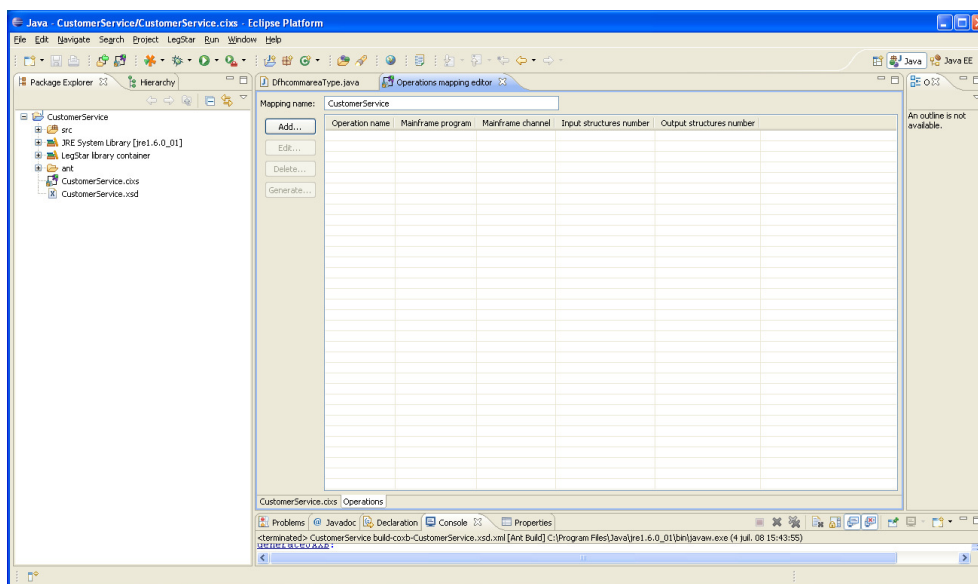 Java - CustomerService/CustomerService.cixs - Eclipse Platform
File Edit Navigate Search Project LegStar Run Window Help
Java Java EE
Package Explorer Hierarchy
DfhcommareaType.java Operations mapping editor
O
Mapping name: CustomerService
An outline is not
available.
CustomerService
src
JRE System Library [jre1.6.0_01]
LegStar library container
ant
CustomerService.cixs
CustomerService.xsd
Add...
Edit...
Delete...
Generate...
Operation name Mainframe program Mainframe channel Input structures number Output structures number
CustomerService.cixs Operations
Problems Javadoc Declaration Console Properties
<terminated> CustomerService build-coxb-CustomerService.xsd.xml [Ant Build] C:\Program Files\Java\jre1.6.0_01\bin\javaw.exe (4 juil. 08 15:43:55)
generateJAXB: